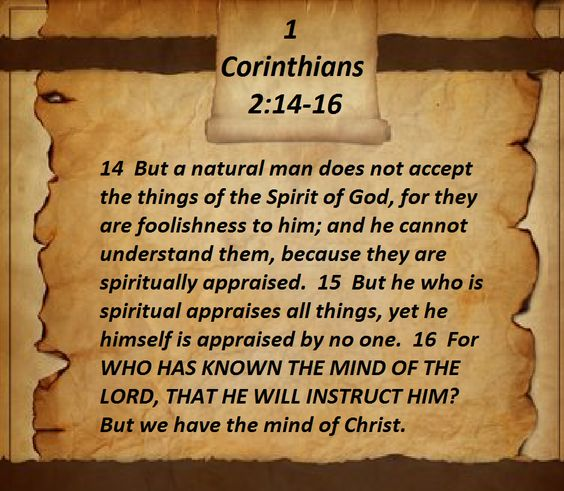 1
Corinthians
2:14-16
14  But a natural man does not accept
the things of the Spirit of God, for they
are foolishness to him; and he cannot
understand them, because they are
spiritually appraised.  15  But he who is
spiritual appraises all things, yet he
himself is appraised by no one.  16  For
WHO HAS KNOWN THE MIND OF THE
LORD, THAT HE WILL INSTRUCT HIM?
But we have the mind of Christ.